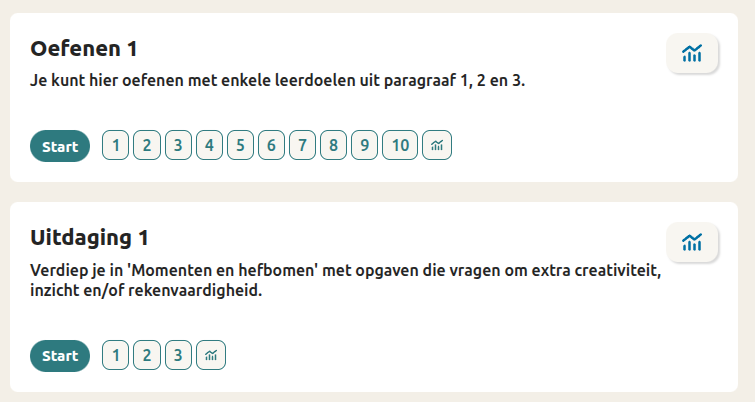 Oefenen 1
Je kunt hier oefenen met enkele leerdoelen uit paragraaf 1, 2 en 3.
Start 1 2 3 4 5 6 7 8 9 10
Uitdaging 1
Verdiep je in 'Momenten en hefbomen' met opgaven die vragen om extra creativiteit,
inzicht en/of rekenvaardigheid.
Start 1 2 3